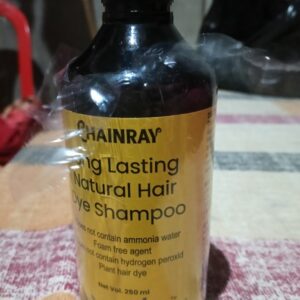 HAINRAY
Lasting
Natural Hair
Dye Shampoo
not contain ammonia water
Foam free agent
not contain hydrogen peroxid
Plant hair dye
Net Vol. 250 ml